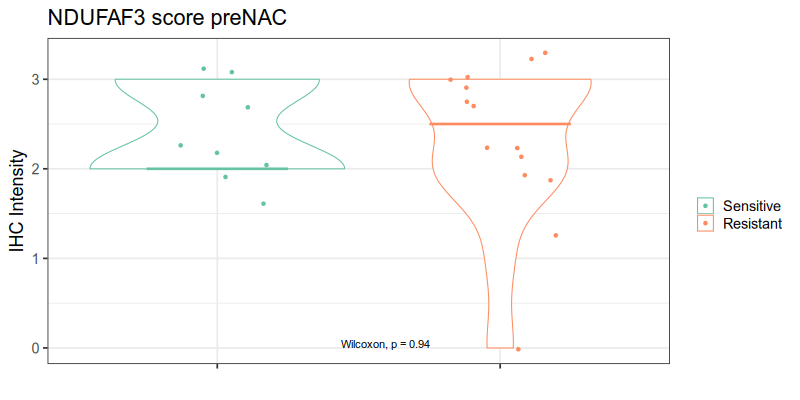 NDUFAF3 score preNAC
IHC Intensity
3
2
1
0
Wilcoxon, p = 0.94
Sensitive
Resistant